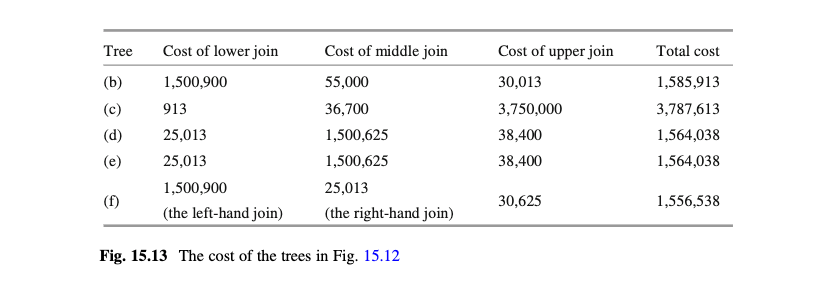 Tree Cost of lower join Cost of middle join Cost of upper join Total cost
(b) 1,500,900 55,000 30,013 1,585,913
(c) 913 36,700 3,750,000 3,787,613
(d) 25,013 1,500,625 38,400 1,564,038
(e) 25,013 1,500,625 38,400 1,564,038
(f) 1,500,900 25,013 30,625 1,556,538
(the left-hand join) (the right-hand join)
Fig. 15.13 The cost of the trees in Fig. 15.12